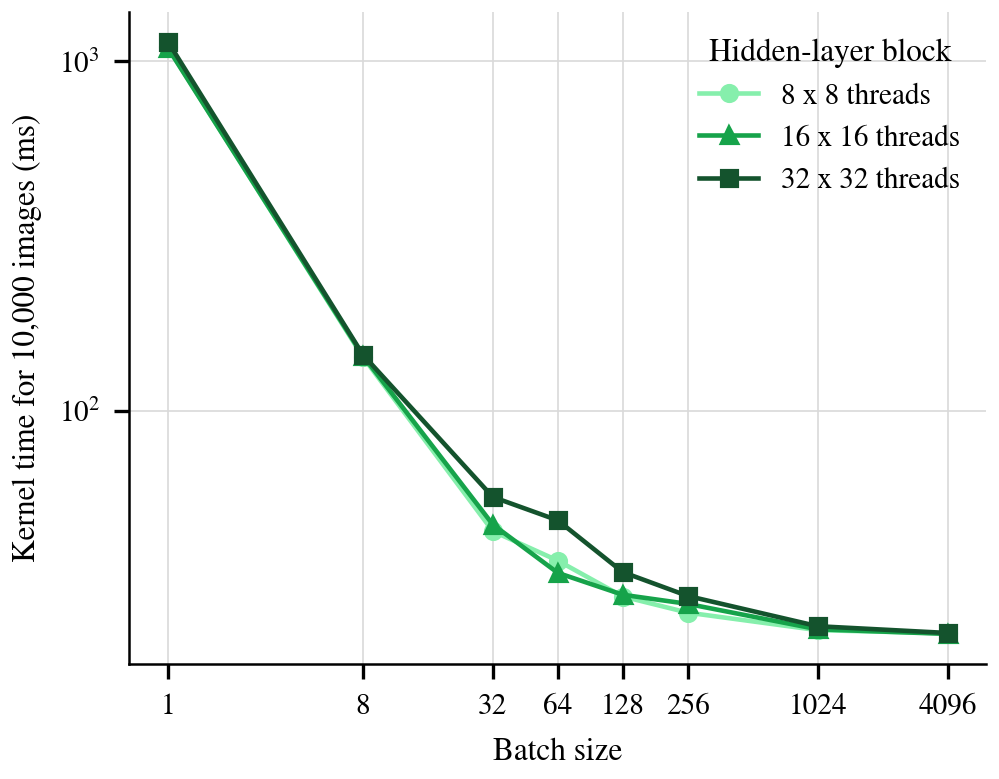 Hidden-layer block
8 x 8 threads
16 x 16 threads
32 x 32 threads
Kernel time for 10,000 images (ms)
10³
10²
1 8 32 64 128 256 1024 4096
Batch size